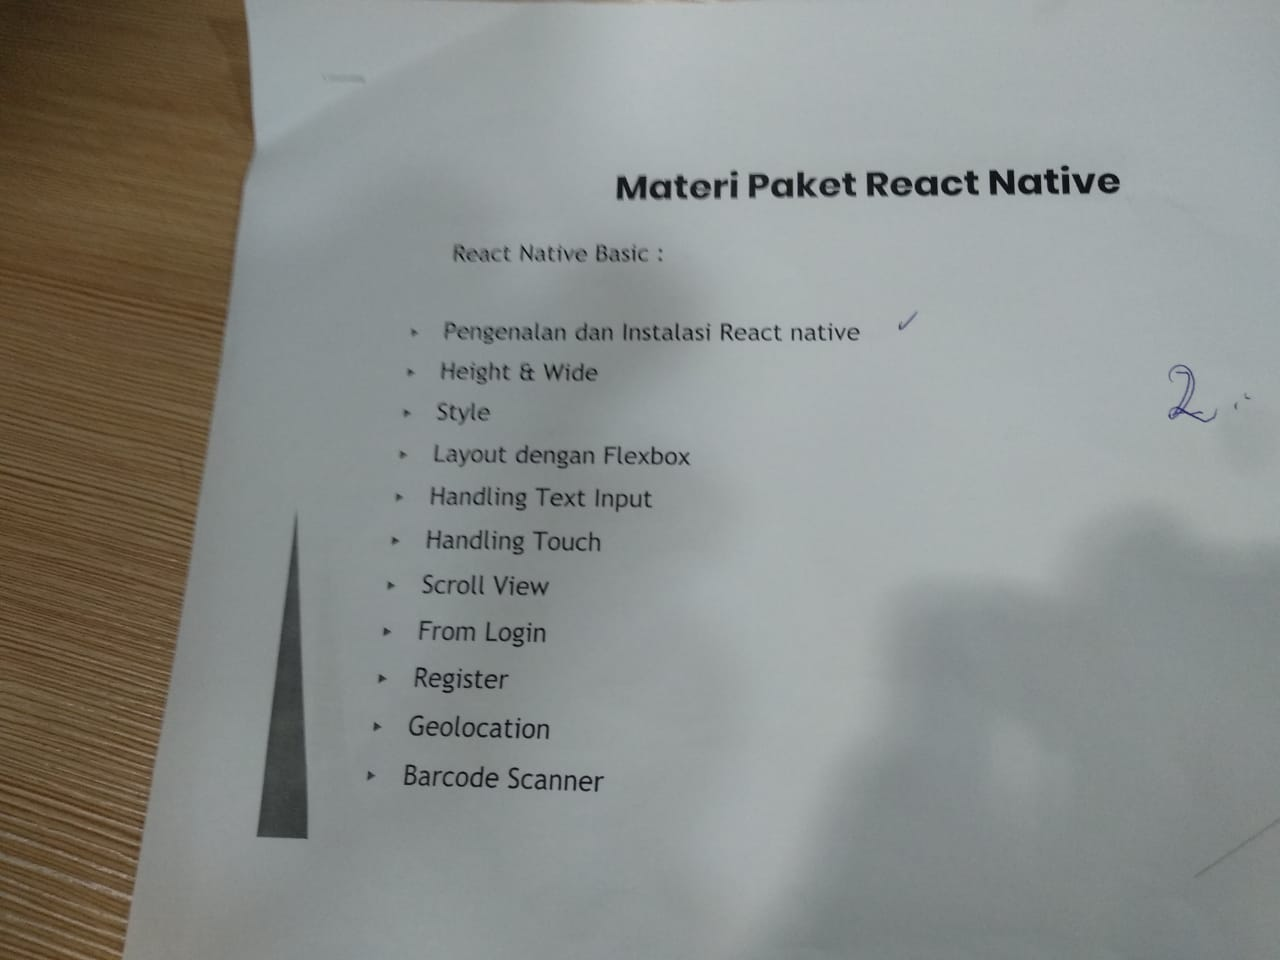 Materi Paket React Native
React Native Basic :
Pengenalan dan Instalasi React native ✓
Height & Wide
2
Style
Layout dengan Flexbox
Handling Text Input
Handling Touch
Scroll View
From Login
Register
Geolocation
Barcode Scanner